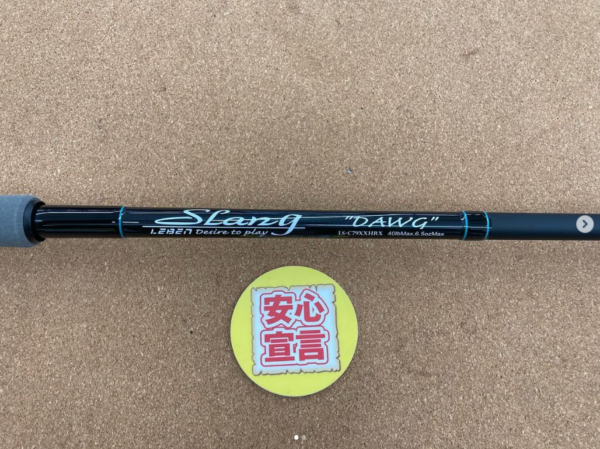 Slang "DAWG"
LEBEN Desire to play LS-C79XXHRX 40lbMax.6.5ozMax
安心
宣言